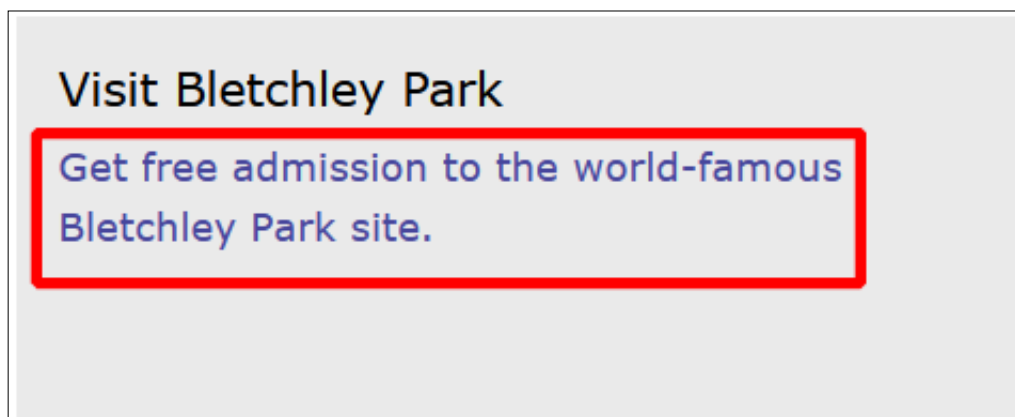 Visit Bletchley Park
Get free admission to the world-famous
Bletchley Park site.